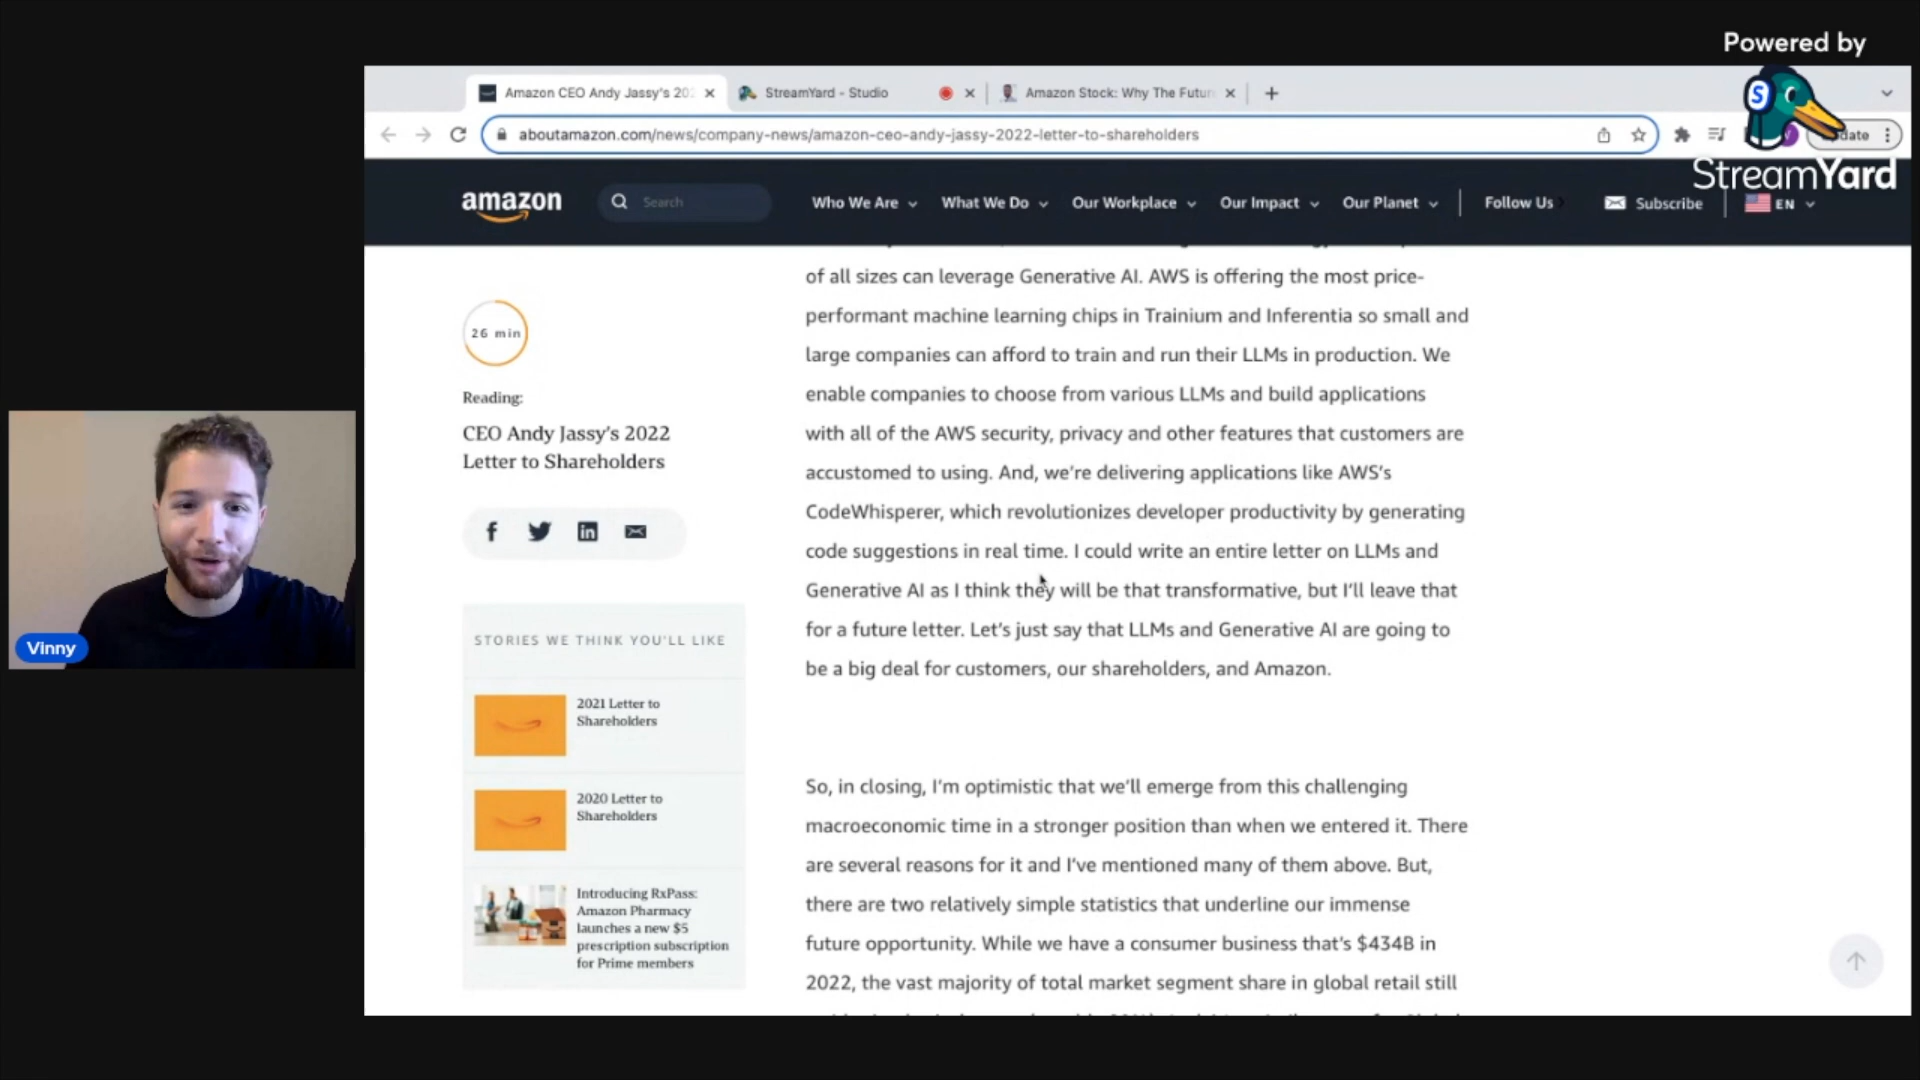 Powered by
StreamYard
Amazon CEO Andy Jassy's 202
StreamYard - Studio
Amazon Stock: Why The Futur
aboutamazon.com/news/company-news/amazon-ceo-andy-jassy-2022-letter-to-shareholders
amazon
Search
Who We Are
What We Do
Our Workplace
Our Impact
Our Planet
Follow Us
Subscribe
EN
26 min
Reading:
CEO Andy Jassy’s 2022
Letter to Shareholders
STORIES WE THINK YOU'LL LIKE
2021 Letter to
Shareholders
2020 Letter to
Shareholders
Introducing RxPass:
Amazon Pharmacy
launches a new $5
prescription subscription
for Prime members
of all sizes can leverage Generative AI. AWS is offering the most price-
performant machine learning chips in Trainium and Inferentia so small and
large companies can afford to train and run their LLMs in production. We
enable companies to choose from various LLMs and build applications
with all of the AWS security, privacy and other features that customers are
accustomed to using. And, we’re delivering applications like AWS’s
CodeWhisperer, which revolutionizes developer productivity by generating
code suggestions in real time. I could write an entire letter on LLMs and
Generative AI as I think they will be that transformative, but I’ll leave that
for a future letter. Let’s just say that LLMs and Generative AI are going to
be a big deal for customers, our shareholders, and Amazon.
So, in closing, I’m optimistic that we’ll emerge from this challenging
macroeconomic time in a stronger position than when we entered it. There
are several reasons for it and I’ve mentioned many of them above. But,
there are two relatively simple statistics that underline our immense
future opportunity. While we have a consumer business that’s $434B in
2022, the vast majority of total market segment share in global retail still
Vinny